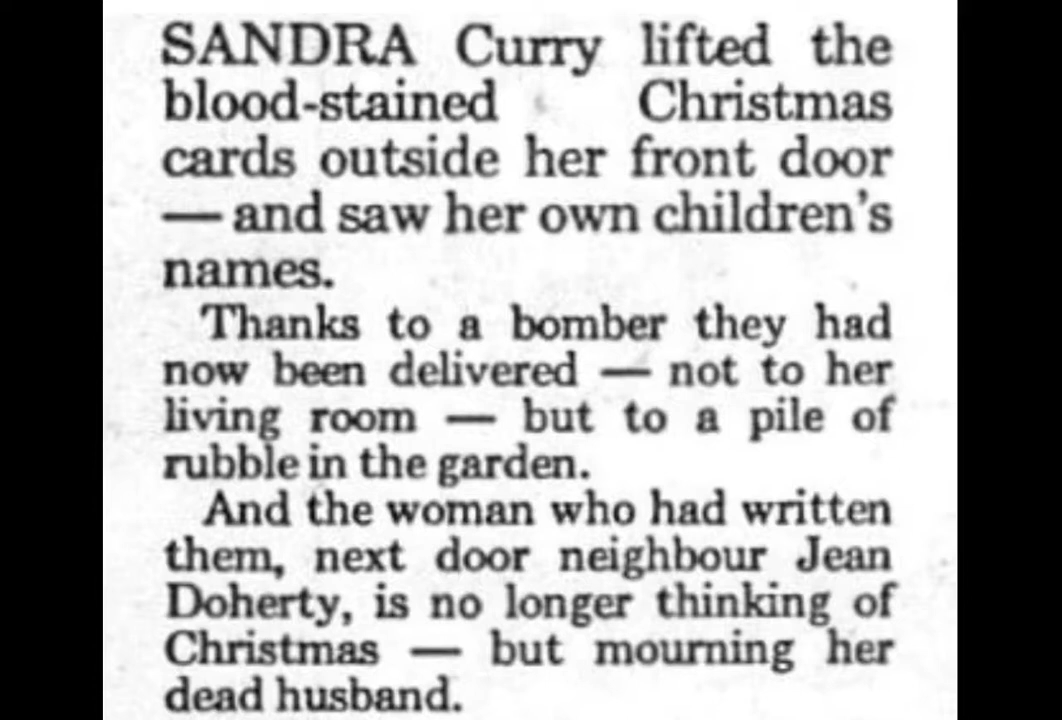 SANDRA Curry lifted the
blood-stained Christmas
cards outside her front door
— and saw her own children's
names.
Thanks to a bomber they had
now been delivered — not to her
living room — but to a pile of
rubble in the garden.
And the woman who had written
them, next door neighbour Jean
Doherty, is no longer thinking of
Christmas — but mourning her
dead husband.